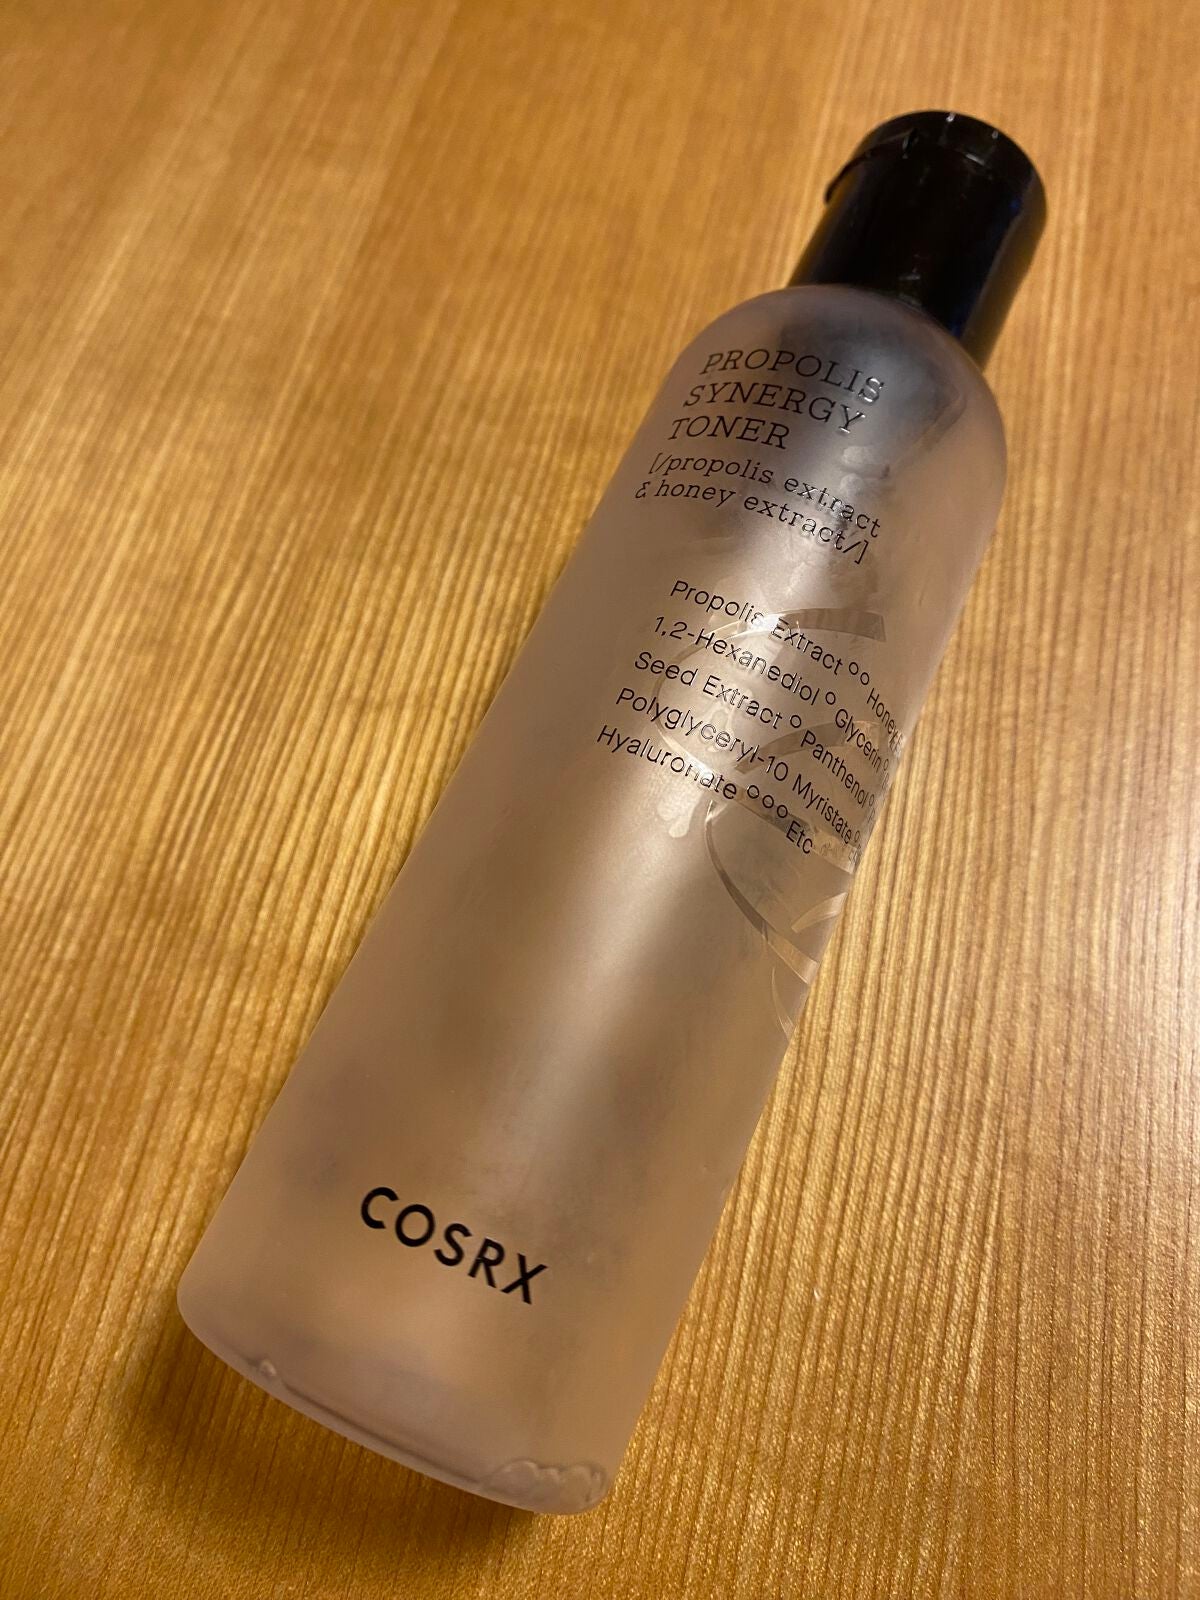 PROPOLIS
SYNERGY
TONER
[/propolis extract
& honey extract/]
Propolis Extract °° Honey
1,2-Hexanediol ° Glycerin °
Seed Extract ° Panthenol °
Polyglyceryl-10 Myristate °
Hyaluronate °°° Etc
COSRX